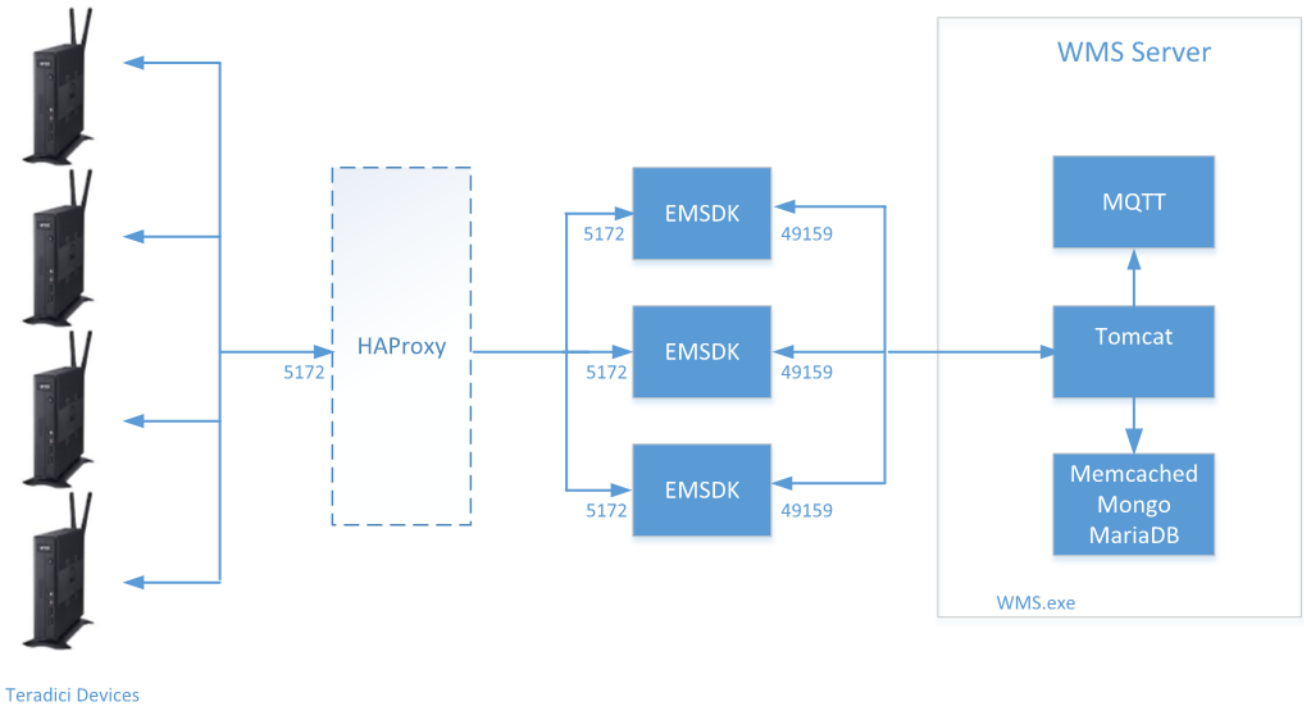 WMS Server
EMSDK
MQTT
5172
49159
HAProxy
EMSDK
Tomcat
5172
5172
49159
Memcached
Mongo
MariaDB
EMSDK
5172
49159
WMS.exe
Teradici Devices